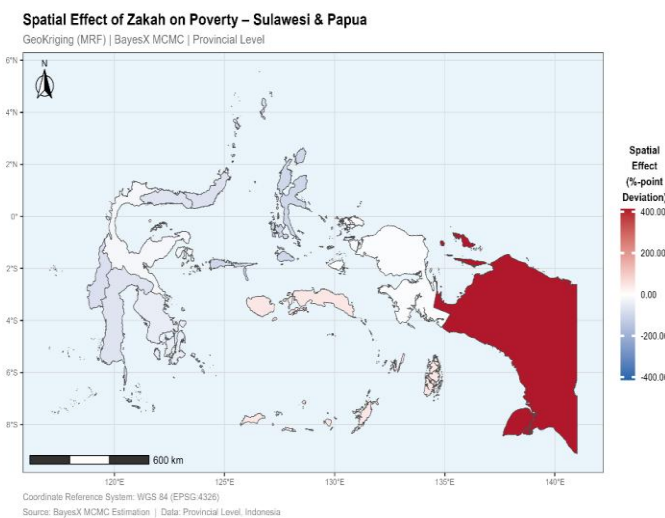 Spatial Effect of Zakah on Poverty – Sulawesi & Papua
GeoKriging (MRF) | BayesX MCMC | Provincial Level
6°N
4°N
2°N
0°
2°S
4°S
6°S
8°S
N
600 km
120°E
125°E
130°E
135°E
140°E
Spatial
Effect
(%-point
Deviation)
400.00
200.00
0.00
-200.00
-400.00
Coordinate Reference System: WGS 84 (EPSG:4326)
Source: BayesX MCMC Estimation | Data: Provincial Level, Indonesia